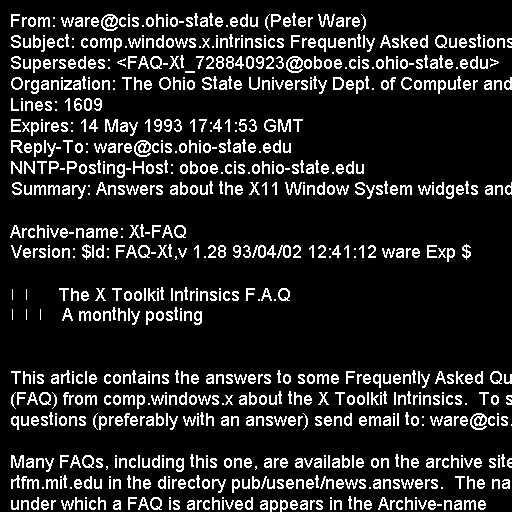 From: ware@cis.ohio-state.edu (Peter Ware)
Subject: comp.windows.x.intrinsics Frequently Asked Questions
Supersedes: <FAQ-Xt_728840923@oboe.cis.ohio-state.edu>
Organization: The Ohio State University Dept. of Computer and
Lines: 1609
Expires: 14 May 1993 17:41:53 GMT
Reply-To: ware@cis.ohio-state.edu
NNTP-Posting-Host: oboe.cis.ohio-state.edu
Summary: Answers about the X11 Window System widgets and
Archive-name: Xt-FAQ
Version: $Id: FAQ-Xt,v 1.28 93/04/02 12:41:12 ware Exp $
The X Toolkit Intrinsics F.A.Q
A monthly posting
This article contains the answers to some Frequently Asked Qu
(FAQ) from comp.windows.x about the X Toolkit Intrinsics.  To s
questions (preferably with an answer) send email to: ware@cis.
Many FAQs, including this one, are available on the archive site
rtfm.mit.edu in the directory pub/usenet/news.answers.  The na
under which a FAQ is archived appears in the Archive-name